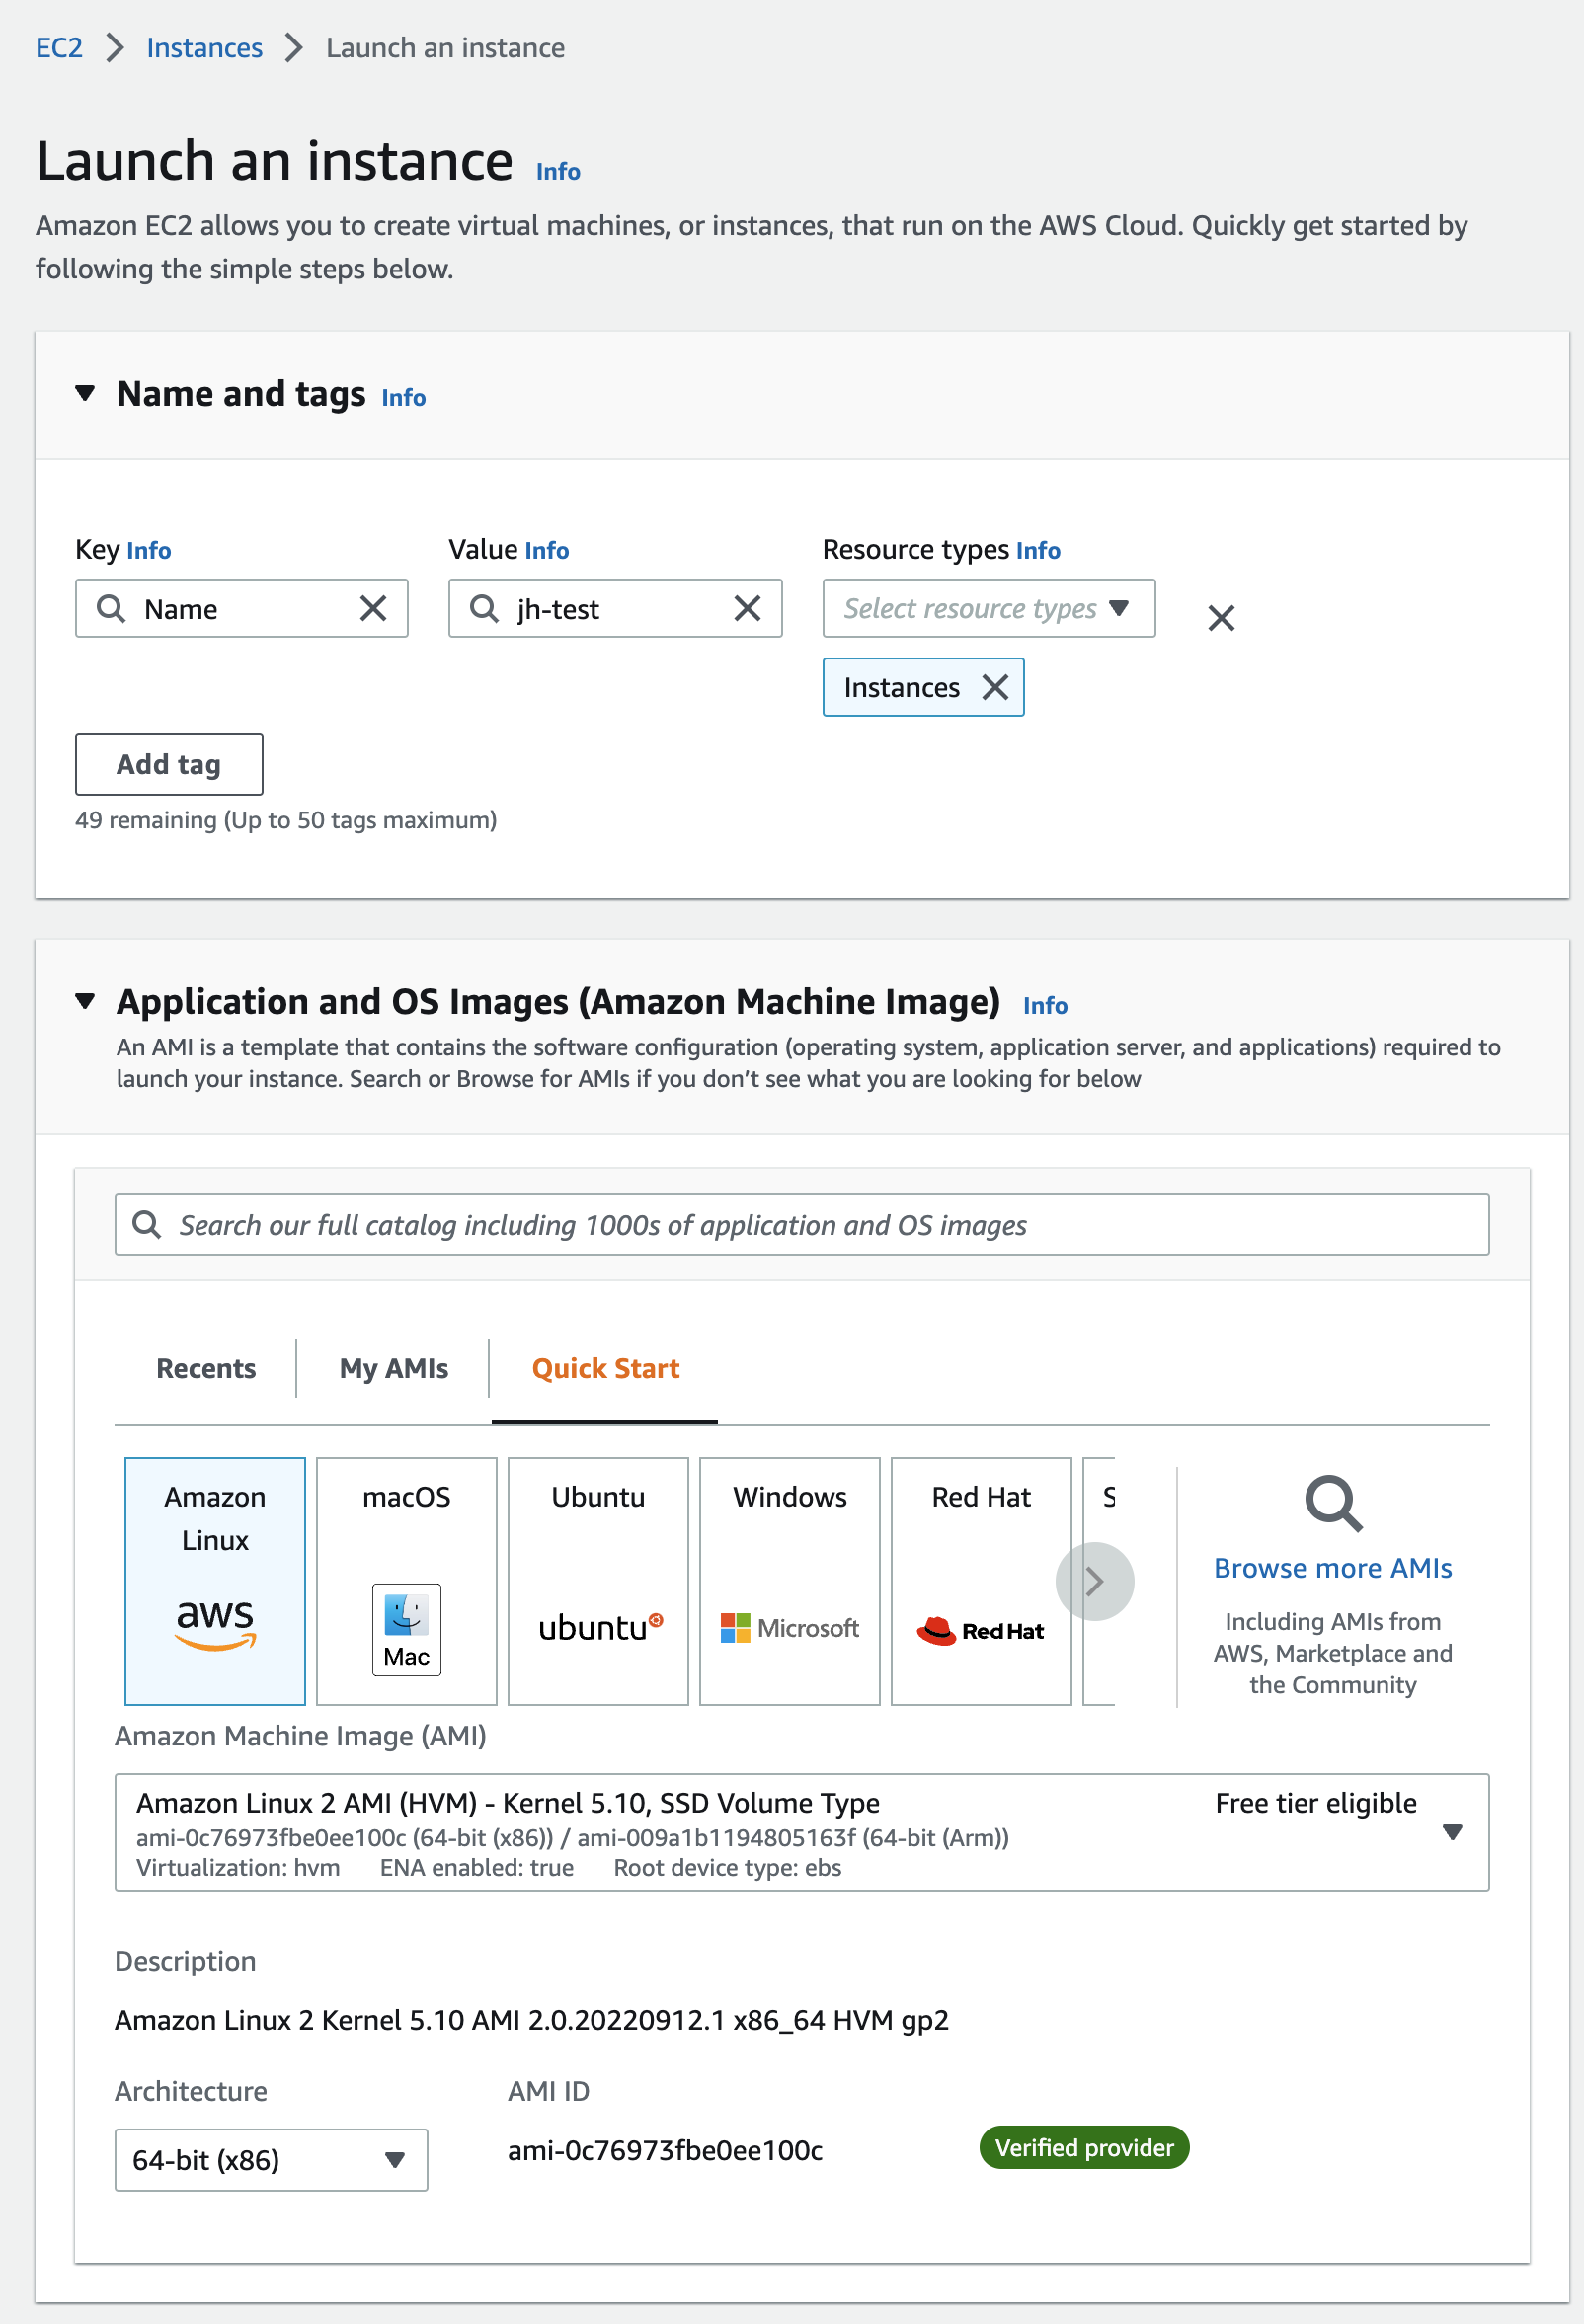 EC2 > Instances > Launch an instance
Launch an instance Info
Amazon EC2 allows you to create virtual machines, or instances, that run on the AWS Cloud. Quickly get started by
following the simple steps below.
Name and tags Info
Key Info
Value Info
Resource types Info
Name
jh-test
Select resource types
Instances
Add tag
49 remaining (Up to 50 tags maximum)
Application and OS Images (Amazon Machine Image) Info
An AMI is a template that contains the software configuration (operating system, application server, and applications) required to
launch your instance. Search or Browse for AMIs if you don’t see what you are looking for below
Search our full catalog including 1000s of application and OS images
Recents
My AMIs
Quick Start
Amazon
Linux
aws
macOS
Mac
Ubuntu
ubuntu
Windows
Microsoft
Red Hat
Red Hat
S
Browse more AMIs
Including AMIs from
AWS, Marketplace and
the Community
Amazon Machine Image (AMI)
Amazon Linux 2 AMI (HVM) - Kernel 5.10, SSD Volume Type
Free tier eligible
ami-0c76973fbe0ee100c (64-bit (x86)) / ami-009a1b1194805163f (64-bit (Arm))
Virtualization: hvm ENA enabled: true Root device type: ebs
Description
Amazon Linux 2 Kernel 5.10 AMI 2.0.20220912.1 x86_64 HVM gp2
Architecture
AMI ID
64-bit (x86)
ami-0c76973fbe0ee100c
Verified provider